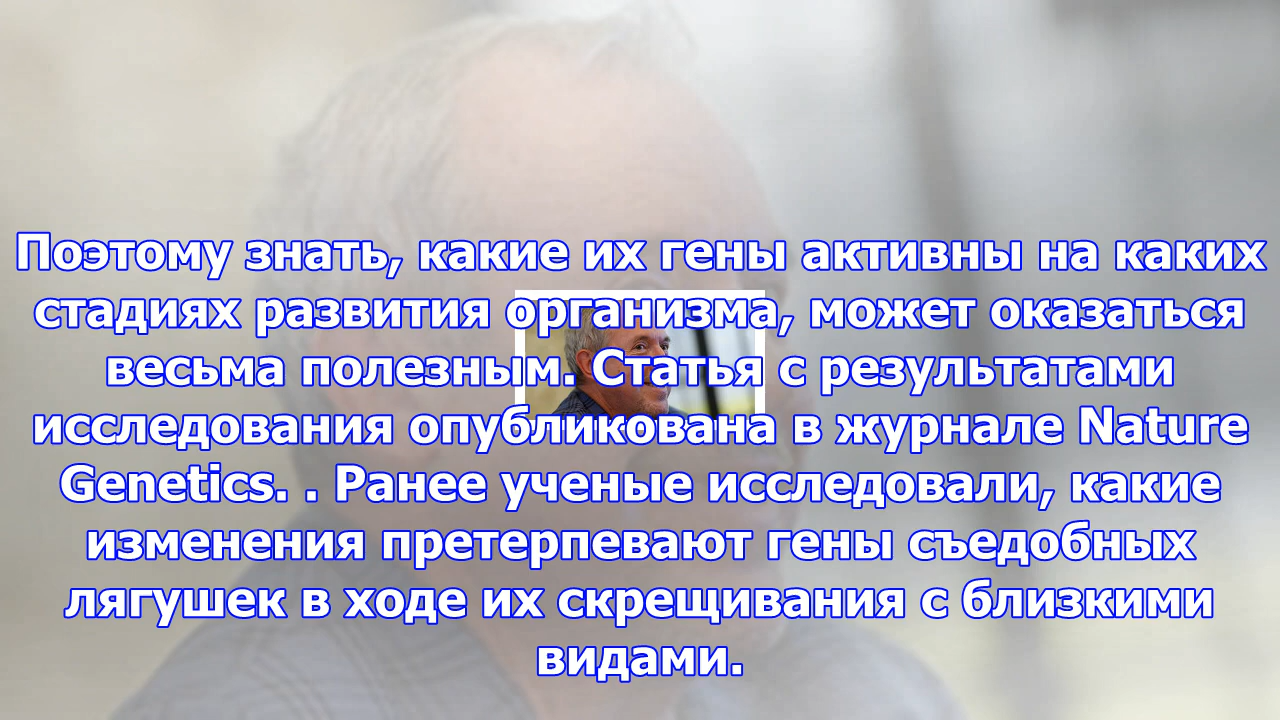 Поэтому знать, какие их гены активны на каких
стадиях развития организма, может оказаться
весьма полезным. Статья с результатами
исследования опубликована в журнале Nature
Genetics. . Ранее ученые исследовали, какие
изменения претерпевают гены съедобных
лягушек в ходе их скрещивания с близкими
видами.